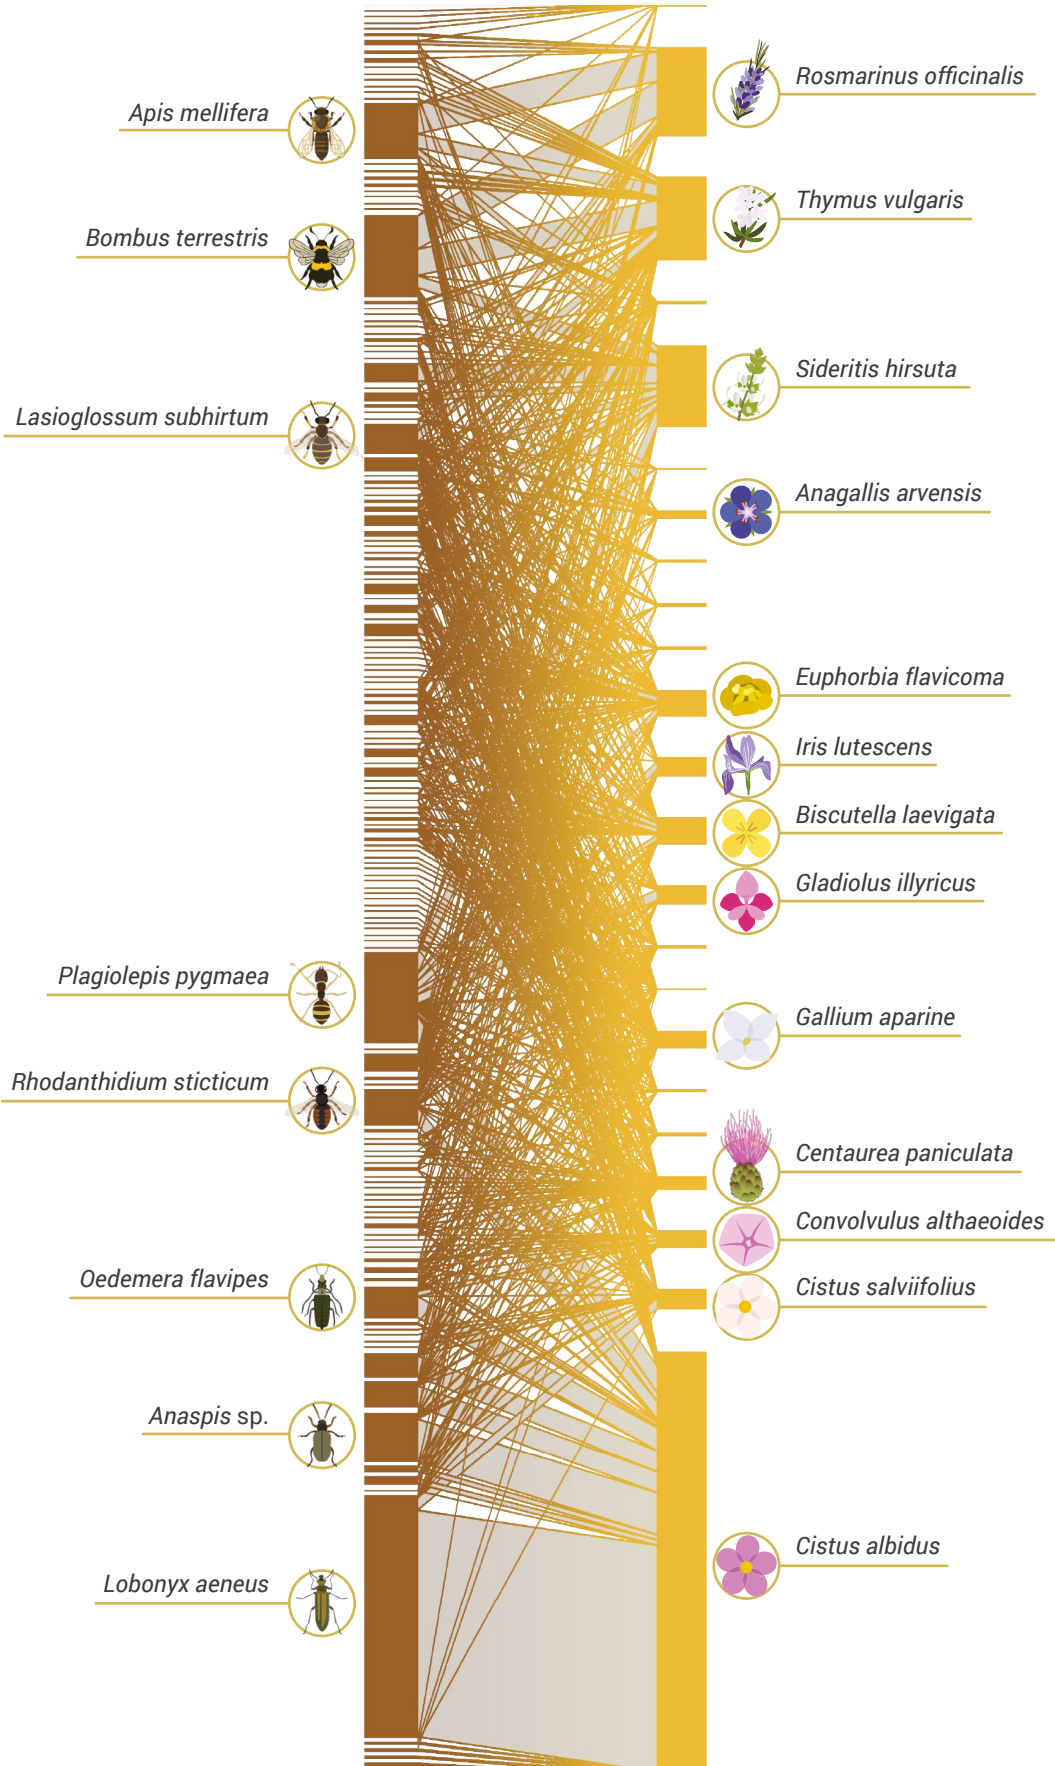 Rosmarinus officinalis
Apis mellifera
Thymus vulgaris
Bombus terrestris
Sideritis hirsuta
Lasioglossum subhirtum
Anagallis arvensis
Euphorbia flavicoma
Iris lutescens
Biscutella laevigata
Gladiolus illyricus
Plagiolepis pygmaea
Gallium aparine
Rhodanthidium sticticum
Centaurea paniculata
Convolvulus althaeoides
Oedemera flavipes
Cistus salviifolius
Anaspis sp.
Cistus albidus
Lobonyx aeneus